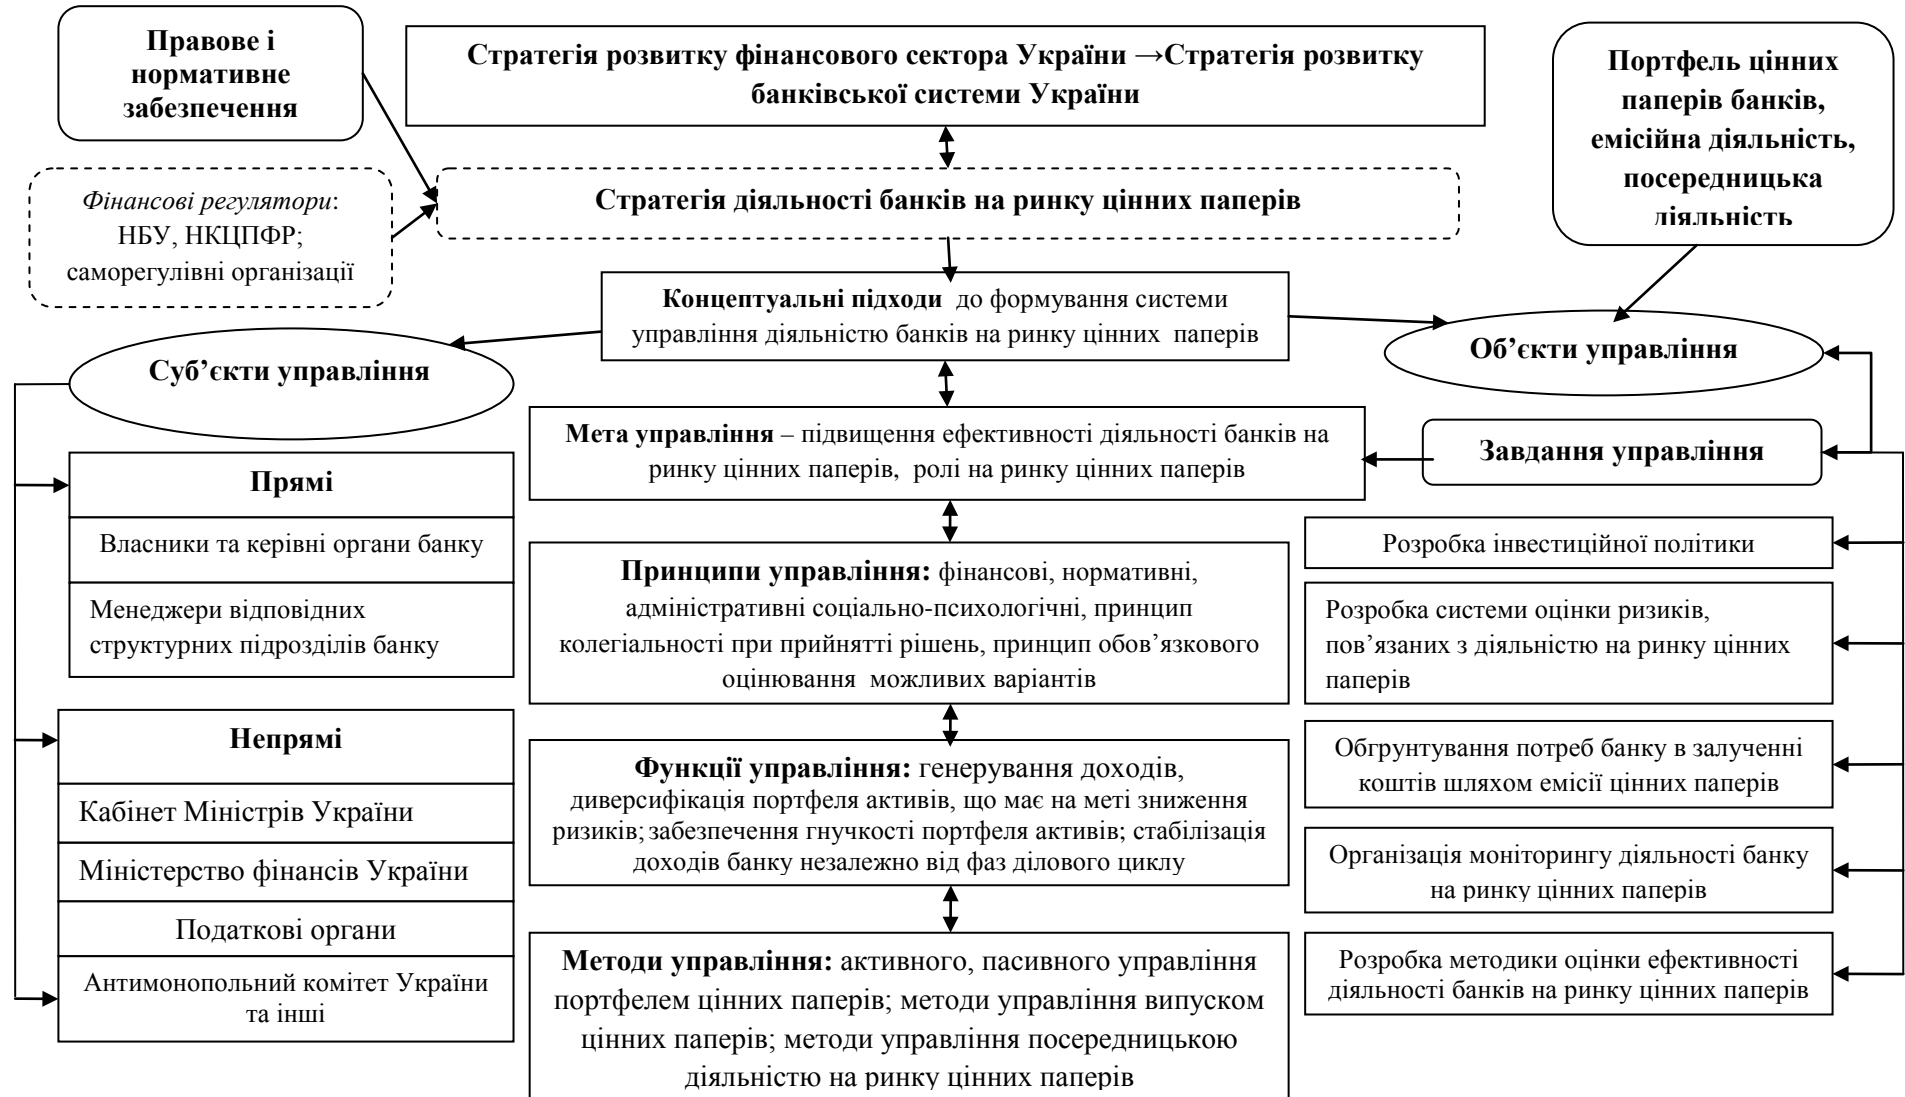 Правове і
нормативне
забезпечення
Стратегія розвитку фінансового сектора України →Стратегія розвитку
банківської системи України
Портфель цінних
паперів банків,
емісійна діяльність,
посередницька
діяльність
Фінансові регулятори:
НБУ, НКЦПФР;
саморегулівні організації
Стратегія діяльності банків на ринку цінних паперів
Концептуальні підходи до формування системи
управління діяльністю банків на ринку цінних паперів
Суб’єкти управління
Об’єкти управління
Мета управління – підвищення ефективності діяльності банків на
ринку цінних паперів, ролі на ринку цінних паперів
Завдання управління
Прямі
Власники та керівні органи банку
Менеджери відповідних
структурних підрозділів банку
Непрямі
Кабінет Міністрів України
Міністерство фінансів України
Податкові органи
Антимонопольний комітет України
та інші
Принципи управління: фінансові, нормативні,
адміністративні соціально-психологічні, принцип
колегіальності при прийнятті рішень, принцип обов’язкового
оцінювання можливих варіантів
Функції управління: генерування доходів,
диверсифікація портфеля активів, що має на меті зниження
ризиків; забезпечення гнучкості портфеля активів; стабілізація
доходів банку незалежно від фаз ділового циклу
Методи управління: активного, пасивного управління
портфелем цінних паперів; методи управління випуском
цінних паперів; методи управління посередницькою
діяльністю на ринку цінних паперів
Розробка інвестиційної політики
Розробка системи оцінки ризиків,
пов’язаних з діяльністю на ринку цінних
паперів
Обгрунтування потреб банку в залученні
коштів шляхом емісії цінних паперів
Організація моніторингу діяльності банку
на ринку цінних паперів
Розробка методики оцінки ефективності
діяльності банків на ринку цінних паперів